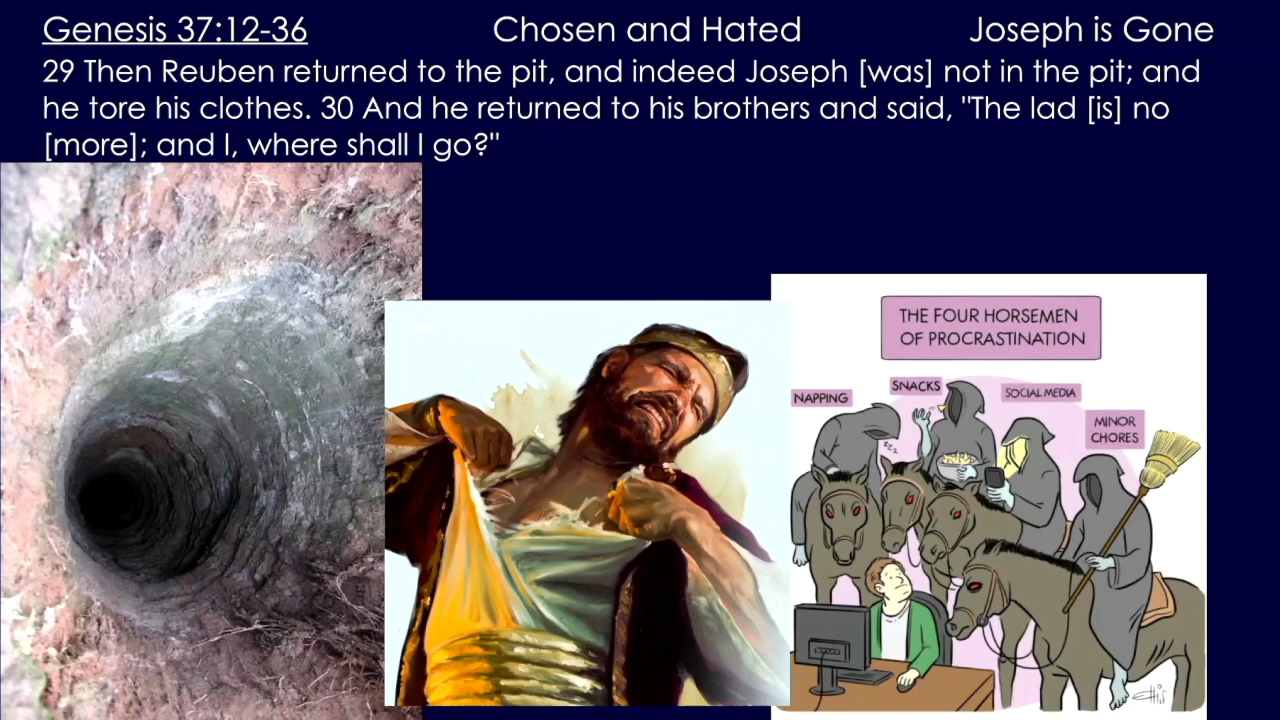 Genesis 37:12-36 Chosen and Hated Joseph is Gone
29 Then Reuben returned to the pit, and indeed Joseph [was] not in the pit; and
he tore his clothes. 30 And he returned to his brothers and said, "The lad [is] no
[more]; and I, where shall I go?"
THE FOUR HORSEMEN
OF PROCRASTINATION
NAPPING
SNACKS
SOCIAL MEDIA
MINOR
CHORES
zzz